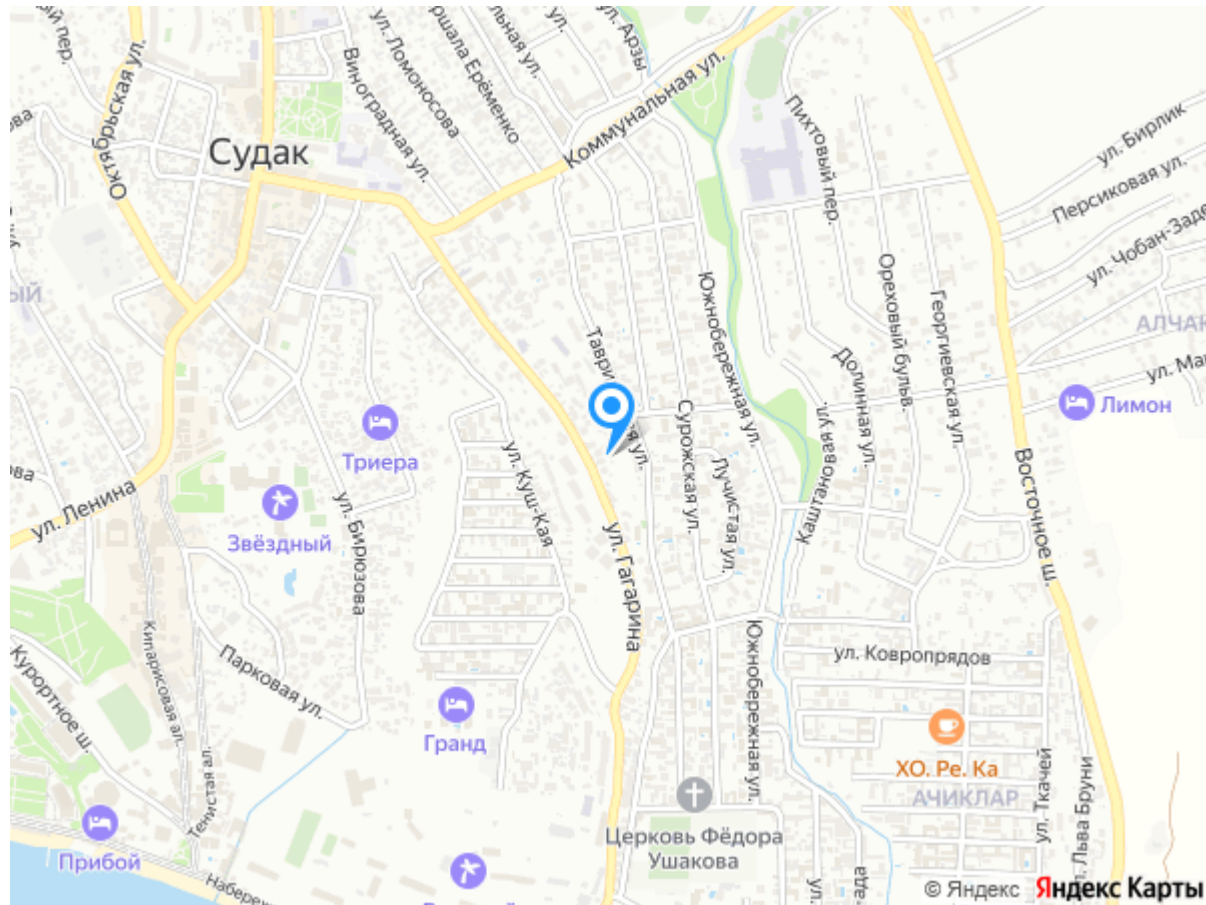 ул. Арзы
ул. Ломоносова
Виноградная ул.
Октябрьская ул.
Коммунальная ул.
Судак
Пихтовый пер.
ул. Бирлик
Персиковая ул.
Южнобережная ул.
Ореховый бульв.
Георгиевская ул.
АЛЧАК
Долинная ул.
Лимон
Триера
Сурожская ул.
Лучистая ул.
Каштановая ул.
Восточное ш.
ул. Ленина
Звёздный
ул. Бирюзова
ул. Куш-Кая
ул. Гагарина
Кипарисовая ал.
Парковая ул.
Курортное ш.
Тенистая ал.
Гранд
Южнобережная ул.
ул. Ковропрядов
ХО. Ре. Ка
АЧИКЛАР
ул. Ткачей
ул. Льва Бруни
Церковь Фёдора
Ушакова
Прибой
© Яндекс Яндекс Карты